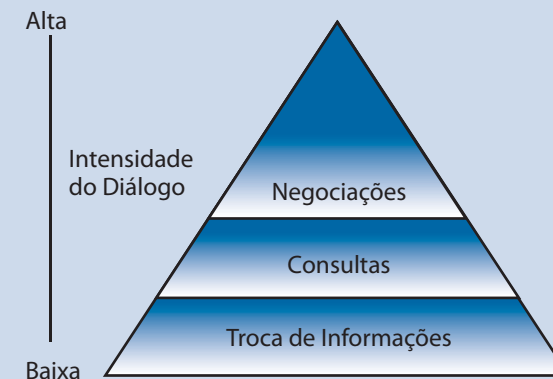 Alta
Intensidade
do Diálogo
Negociações
Consultas
Troca de Informações
Baixa